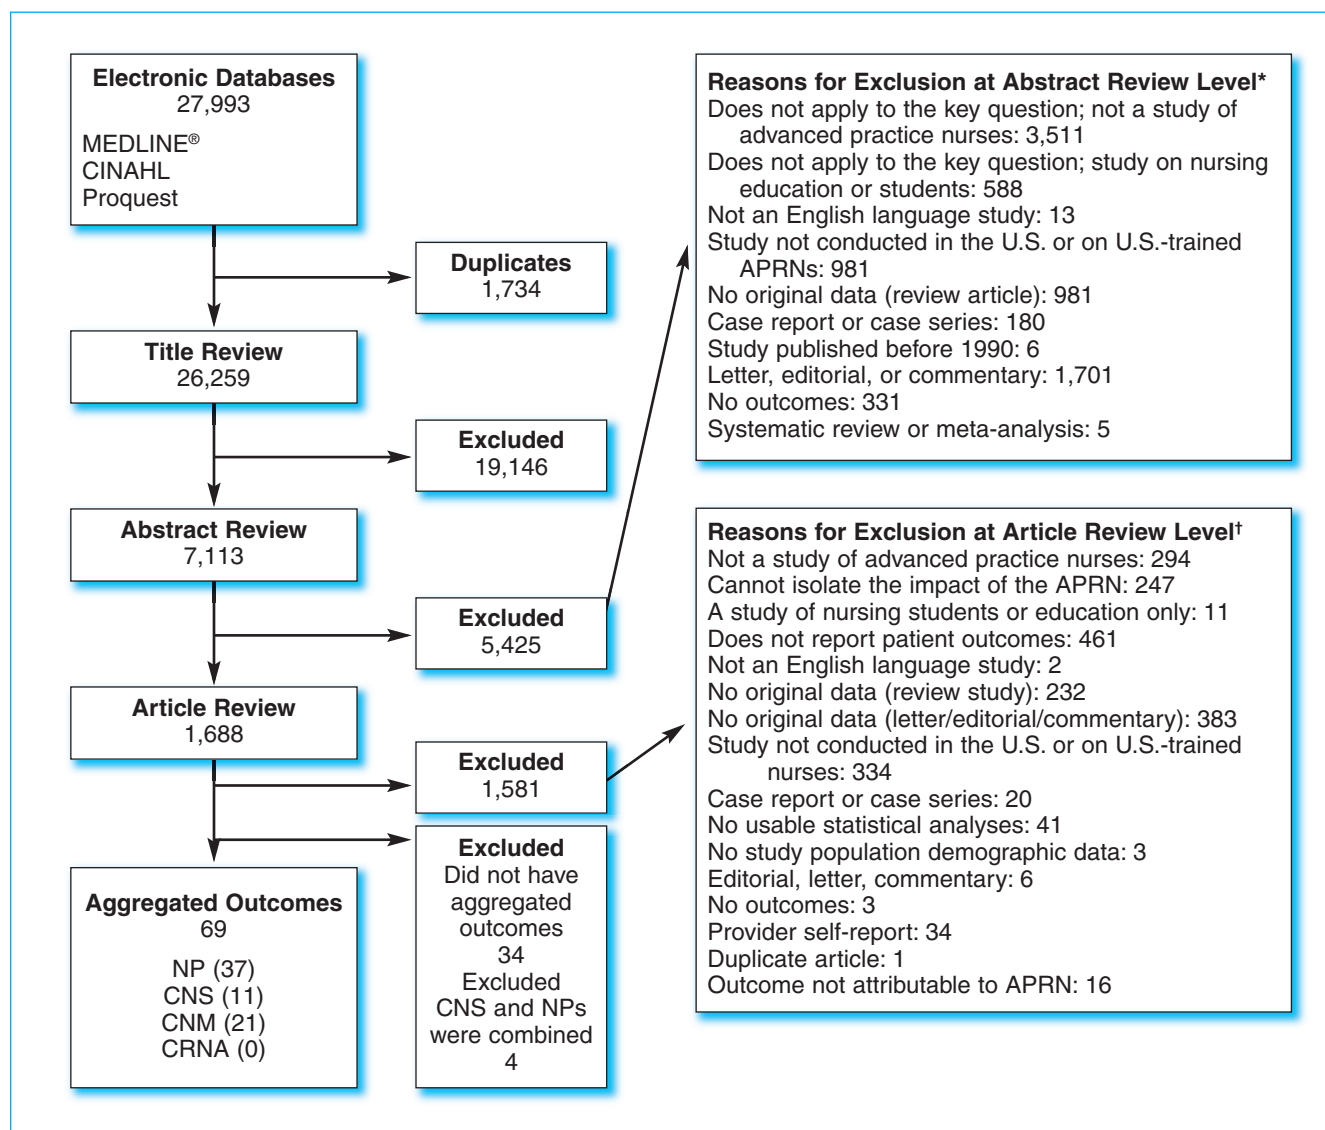 Electronic Databases
27,993
MEDLINE®
CINAHL
Proquest
Duplicates
1,734
Title Review
26,259
Excluded
19,146
Abstract Review
7,113
Excluded
5,425
Article Review
1,688
Excluded
1,581
Excluded
Did not have
aggregated
outcomes
34
Excluded
CNS and NPs
were combined
4
Aggregated Outcomes
69
NP (37)
CNS (11)
CNM (21)
CRNA (0)
Reasons for Exclusion at Abstract Review Level*
Does not apply to the key question; not a study of
advanced practice nurses: 3,511
Does not apply to the key question; study on nursing
education or students: 588
Not an English language study: 13
Study not conducted in the U.S. or on U.S.-trained
APRNs: 981
No original data (review article): 981
Case report or case series: 180
Study published before 1990: 6
Letter, editorial, or commentary: 1,701
No outcomes: 331
Systematic review or meta-analysis: 5
Reasons for Exclusion at Article Review Level†
Not a study of advanced practice nurses: 294
Cannot isolate the impact of the APRN: 247
A study of nursing students or education only: 11
Does not report patient outcomes: 461
Not an English language study: 2
No original data (review study): 232
No original data (letter/editorial/commentary): 383
Study not conducted in the U.S. or on U.S.-trained
nurses: 334
Case report or case series: 20
No usable statistical analyses: 41
No study population demographic data: 3
Editorial, letter, commentary: 6
No outcomes: 3
Provider self-report: 34
Duplicate article: 1
Outcome not attributable to APRN: 16